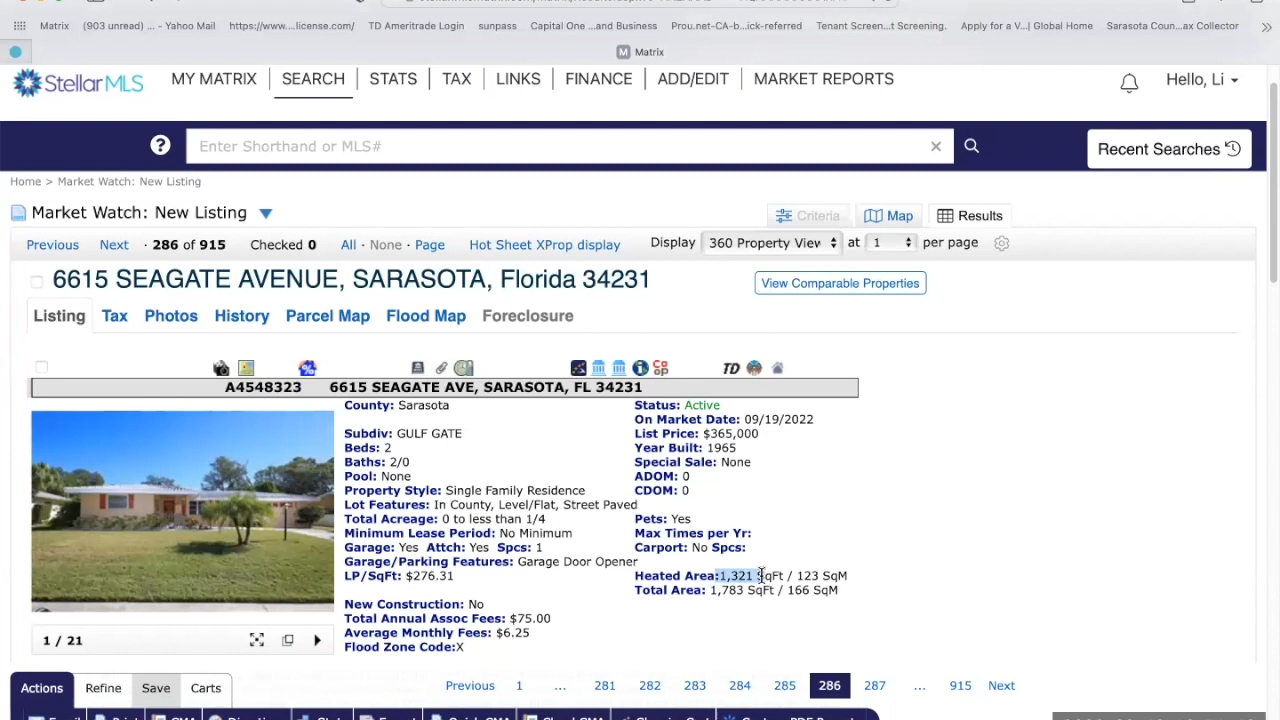 Matrix (903 unread) - Yahoo Mail https://www....license.com/ TD Ameritrade Login sunpass Capital One ...and Business Prou.net-CA-b...1,300,000,000 Tenant Screen...t Screening. Apply for a V...| Global Home Sarasota Coun...ax Collector
M Matrix
StellarMLS MY MATRIX SEARCH STATS TAX LINKS FINANCE ADD/EDIT MARKET REPORTS Hello, Li
? Enter Shorthand or MLS# Recent Searches
Home > Market Watch: New Listing
Market Watch: New Listing Criteria Map Results
Previous Next · 286 of 915 Checked 0 All · None · Page Hot Sheet XProp display Display 360 Property View at 1 per page
6615 SEAGATE AVENUE, SARASOTA, Florida 34231 View Comparable Properties
Listing Tax Photos History Parcel Map Flood Map Foreclosure
TD
A4548323 6615 SEAGATE AVE, SARASOTA, FL 34231
County: Sarasota Status: Active
On Market Date: 09/19/2022
Subdiv: GULF GATE List Price: $365,000
Beds: 2 Year Built: 1965
Baths: 2/0 Special Sale: None
Pool: None ADOM: 0
Property Style: Single Family Residence CDOM: 0
Lot Features: In County, Level/Flat, Street Paved
Total Acreage: 0 to less than 1/4 Pets: Yes
Minimum Lease Period: No Minimum Max Times per Yr:
Garage: Yes Attch: Yes Spcs: 1 Carport: No Spcs:
Garage/Parking Features: Garage Door Opener
LP/SqFt: $276.31 Heated Area:1,321 SqFt / 123 SqM
Total Area: 1,783 SqFt / 166 SqM
New Construction: No
Total Annual Assoc Fees: $75.00
Average Monthly Fees: $6.25
Flood Zone Code:X
1 / 21
Actions Refine Save Carts Previous 1 ... 281 282 283 284 285 286 287 ... 915 Next